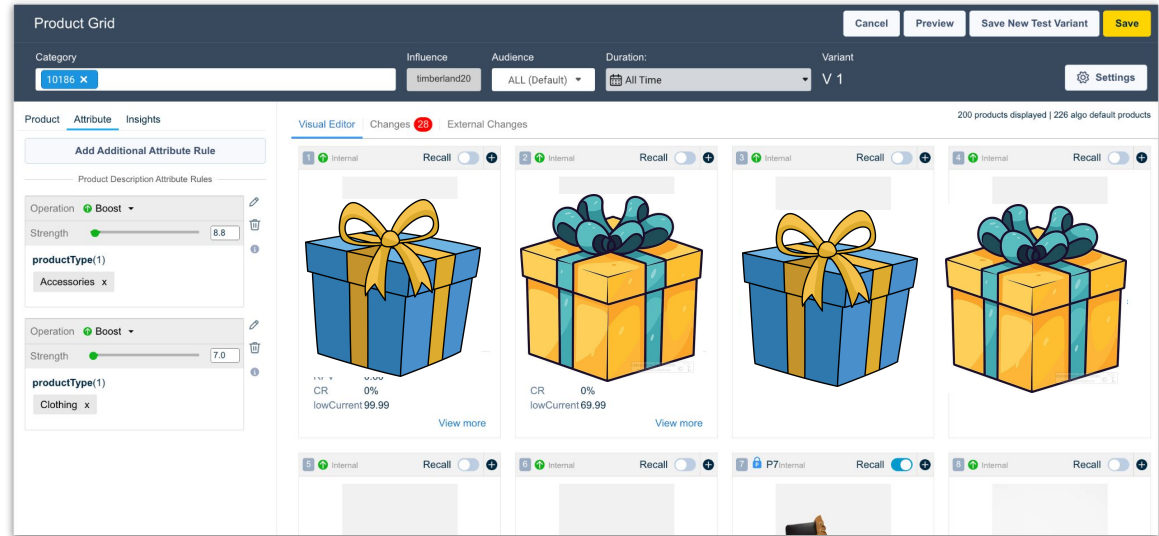 Product Grid
Cancel
Preview
Save New Test Variant
Save
Category
Influence
Audience
Duration:
Variant
10186 ×
timberland20
ALL (Default)
All Time
V 1
Settings
Product Attribute Insights
Visual Editor Changes 28 External Changes
200 products displayed | 226 algo default products
Add Additional Attribute Rule
Product Description Attribute Rules
Operation Boost
Strength 8.8
productType(1)
Accessories x
Operation Boost
Strength 7.0
productType(1)
Clothing x
1 Internal Recall
2 Internal Recall
3 Internal Recall
4 Internal Recall
CR 0%
lowCurrent 99.99
View more
CR 0%
lowCurrent 69.99
View more
5 Internal Recall
6 Internal Recall
7 P7 Internal Recall
8 Internal Recall